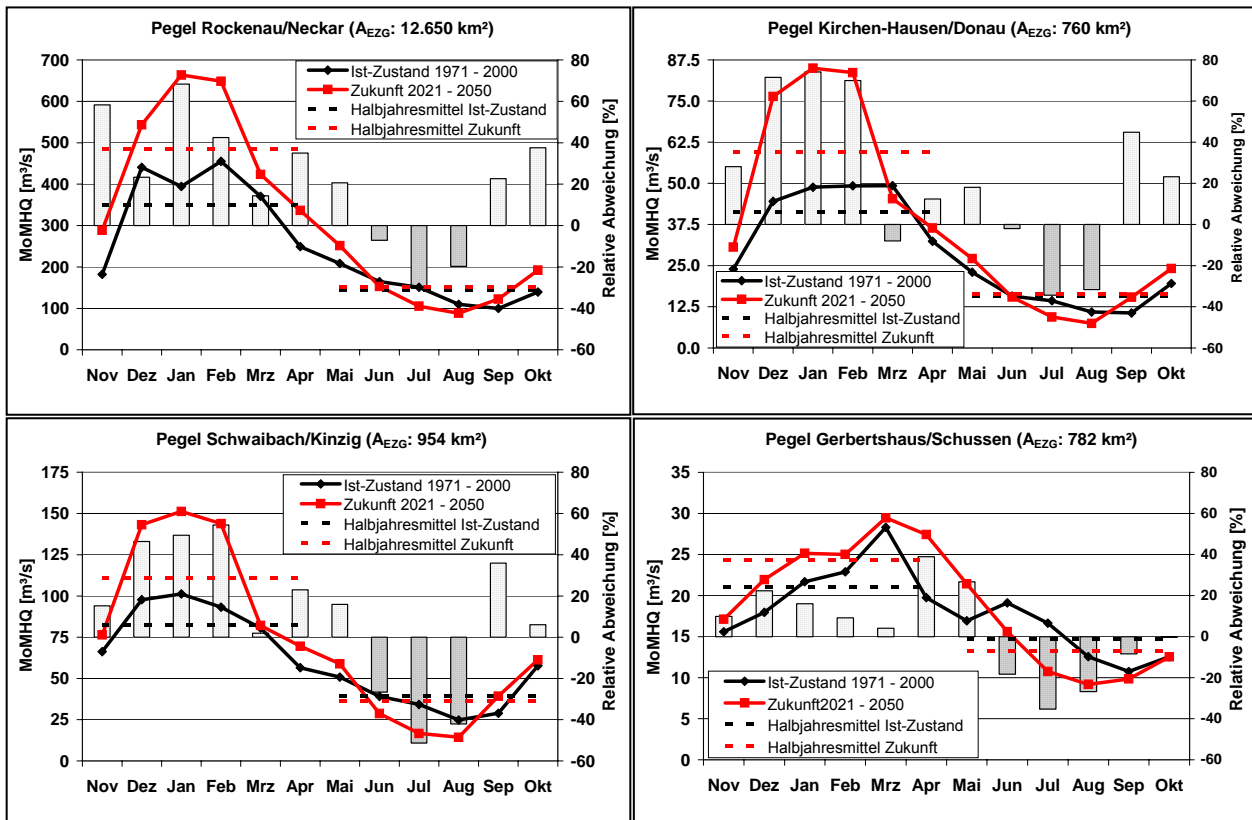 Pegel Rockenau/Neckar (AEZG: 12.650 km²)
MoMHQ [m³/s]
700
600
500
400
300
200
100
0
Ist-Zustand 1971 - 2000
Zukunft 2021 - 2050
Halbjahresmittel Ist-Zustand
Halbjahresmittel Zukunft
80
60
40
20
0
-20
-40
-60
Relative Abweichung [%]
Nov Dez Jan Feb Mrz Apr Mai Jun Jul Aug Sep Okt
Pegel Kirchen-Hausen/Donau (AEZG: 760 km²)
MoMHQ [m³/s]
87.5
75.0
62.5
50.0
37.5
25.0
12.5
0.0
Ist-Zustand 1971 - 2000
Zukunft 2021 - 2050
Halbjahresmittel Ist-Zustand
Halbjahresmittel Zukunft
80
60
40
20
0
-20
-40
-60
Relative Abweichung [%]
Nov Dez Jan Feb Mrz Apr Mai Jun Jul Aug Sep Okt
Pegel Schwaibach/Kinzig (AEZG: 954 km²)
MoMHQ [m³/s]
175
150
125
100
75
50
25
0
Ist-Zustand 1971 - 2000
Zukunft 2021 - 2050
Halbjahresmittel Ist-Zustand
Halbjahresmittel Zukunft
80
60
40
20
0
-20
-40
-60
Relative Abweichung [%]
Nov Dez Jan Feb Mrz Apr Mai Jun Jul Aug Sep Okt
Pegel Gerbertshaus/Schussen (AEZG: 782 km²)
MoMHQ [m³/s]
35
30
25
20
15
10
5
0
Ist-Zustand 1971 - 2000
Zukunft2021 - 2050
Halbjahresmittel Ist-Zustand
Halbjahresmittel Zukunft
80
60
40
20
0
-20
-40
-60
Relative Abweichung [%]
Nov Dez Jan Feb Mrz Apr Mai Jun Jul Aug Sep Okt